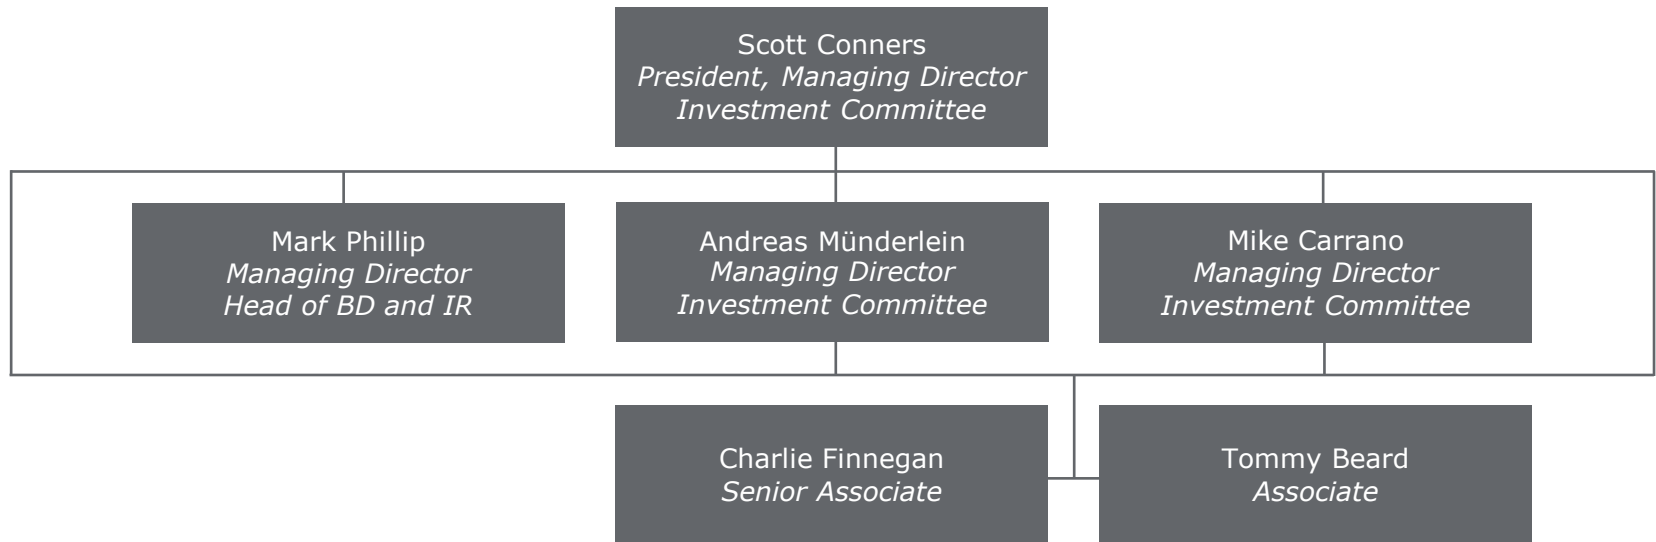 Scott Conners
President, Managing Director
Investment Committee
Mark Phillip
Managing Director
Head of BD and IR
Andreas Münderlein
Managing Director
Investment Committee
Mike Carrano
Managing Director
Investment Committee
Charlie Finnegan
Senior Associate
Tommy Beard
Associate